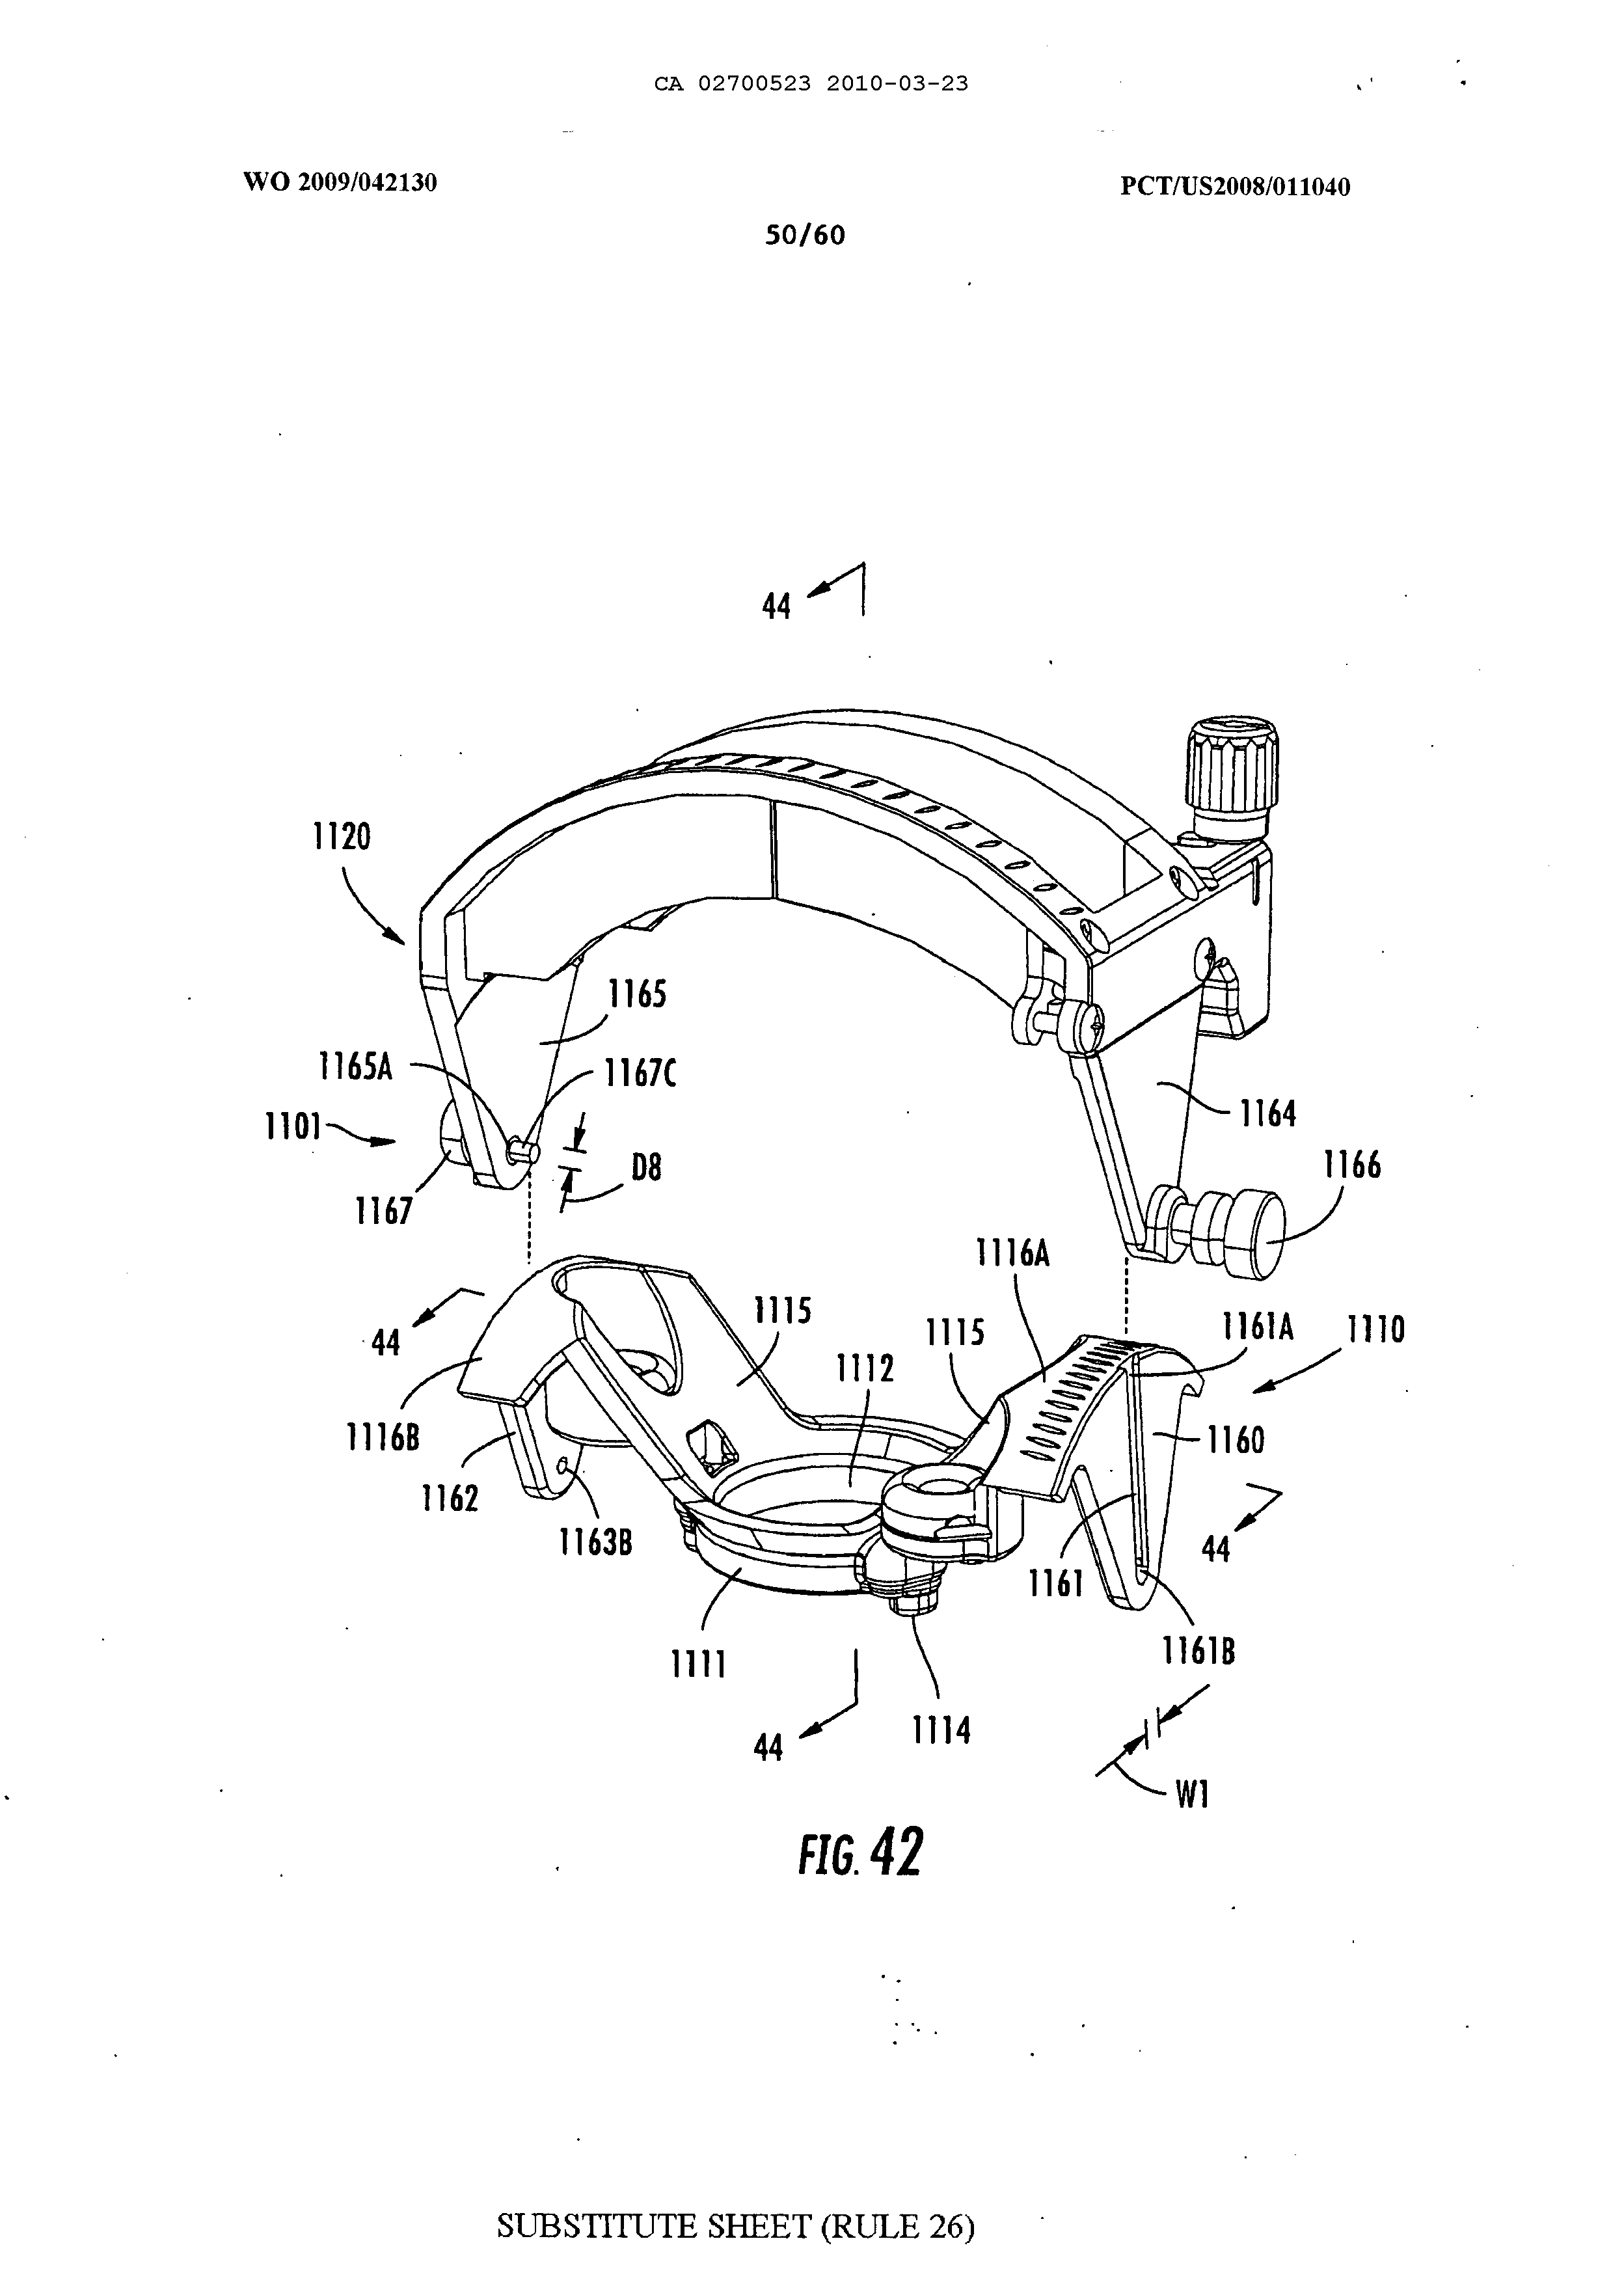 CA 02700523 2010-03-23
WO 2009/042130
PCT/US2008/011040
50/60
44
1120
1165
1165A
1167C
1101
1164
D8
1166
1167
1116A
1115
1161A
1110
44
1115
1112
1116B
1160
1162
1163B
44
1161
1161B
1111
1114
44
W1
FIG. 42
SUBSTITUTE SHEET (RULE 26)